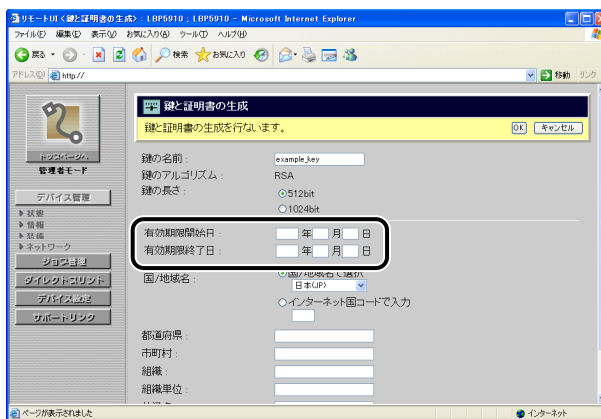 リモートUI<鍵と証明書の生成> : LBP5910 ; LBP5910 - Microsoft Internet Explorer
ファイル(F) 編集(E) 表示(V) お気に入り(A) ツール(T) ヘルプ(H)
戻る 検索 お気に入り
アドレス(D) http:// 移動 リンク
鍵と証明書の生成
鍵と証明書の生成を行ないます。 OK キャンセル
トップページへ
管理者モード
デバイス管理
状態
情報
装備
ネットワーク
ジョブ管理
ダイレクトプリント
デバイス設定
サポートリンク
鍵の名前 : example_key
鍵のアルゴリズム : RSA
鍵の長さ : 512bit
1024bit
有効期限開始日 : 年 月 日
有効期限終了日 : 年 月 日
国/地域名 : 国/地域名で選択
日本(JP)
インターネット国コードで入力
都道府県 :
市町村 :
組織 :
組織単位 :
ページが表示されました インターネット